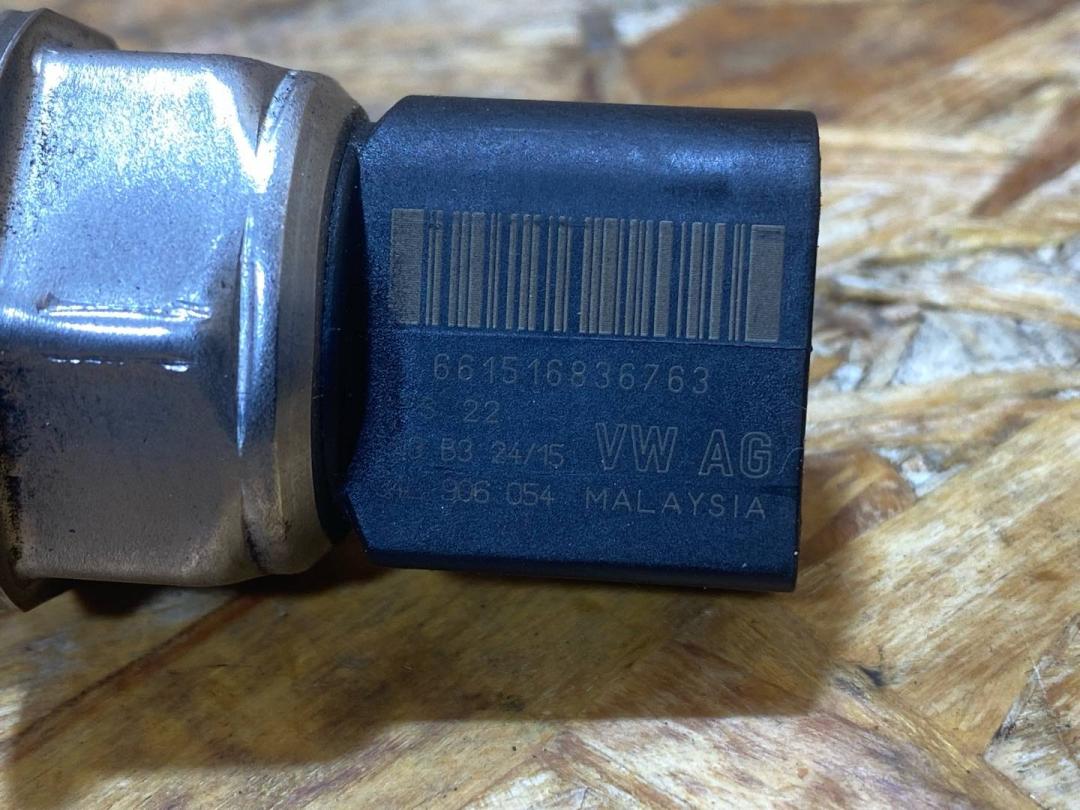 661516836763
22
B3 24/15 VW AG
906 054 MALAYSIA